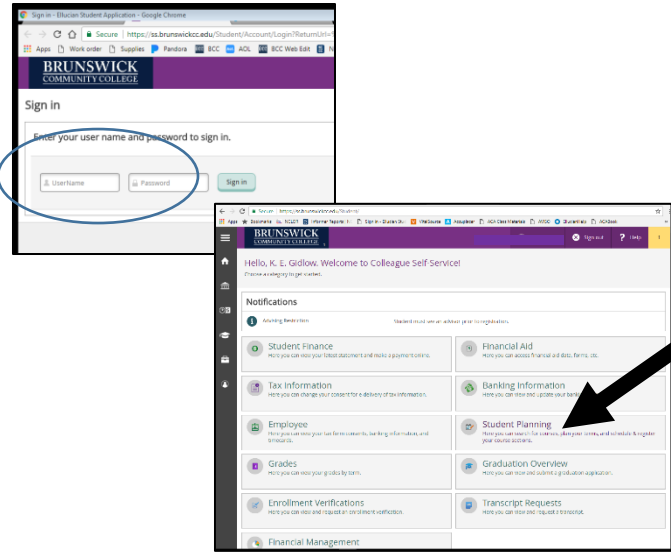 Sign in - Ellucian Student Application - Google Chrome
Secure | https://ss.brunswickcc.edu/Student/Account/Login?ReturnUrl=
Apps Work order Supplies Pandora BCC AOL BCC Web Edit N
BRUNSWICK
COMMUNITY COLLEGE
Sign in
Enter your user name and password to sign in.
UserName Password Sign in
Secure
Apps Bookmarks
BRUNSWICK
COMMUNITY COLLEGE
Sign out ? Help
Hello, K. E. Gidlow. Welcome to Colleague Self-Service!
Choose a category to get started.
Notifications
Advising Restriction Student must see an advisor prior to registration.
Student Finance
Here you can view your latest statement and make a payment online.
Financial Aid
Here you can access financial aid data, forms, etc.
Tax Information
Here you can change your consent for e-delivery of tax information.
Banking Information
Here you can view and update your bank
Employee
Here you can view your tax form consents, banking information, and
timecards.
Student Planning
Here you can search for courses, plan your terms, and schedule & register
your course sections.
Grades
Here you can view your grades by term.
Graduation Overview
Here you can view and submit a graduation application.
Enrollment Verifications
Here you can view and request an enrollment verification.
Transcript Requests
Here you can view and request a transcript.
Financial Management